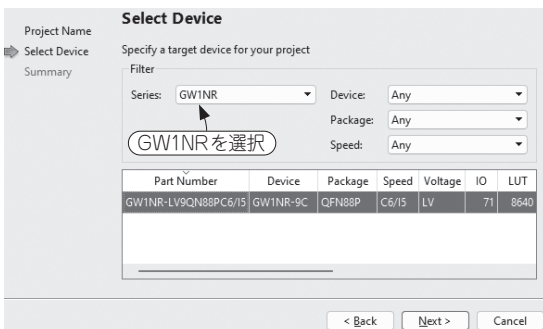 Project Name
Select Device
Summary
Select Device
Specify a target device for your project
Filter
Series: GW1NR
Device: Any
Package: Any
Speed: Any
GW1NRを選択
Part Number Device Package Speed Voltage IO LUT
GW1NR-LV9QN88PC6/I5 GW1NR-9C QFN88P C6/I5 LV 71 8640
< Back Next > Cancel